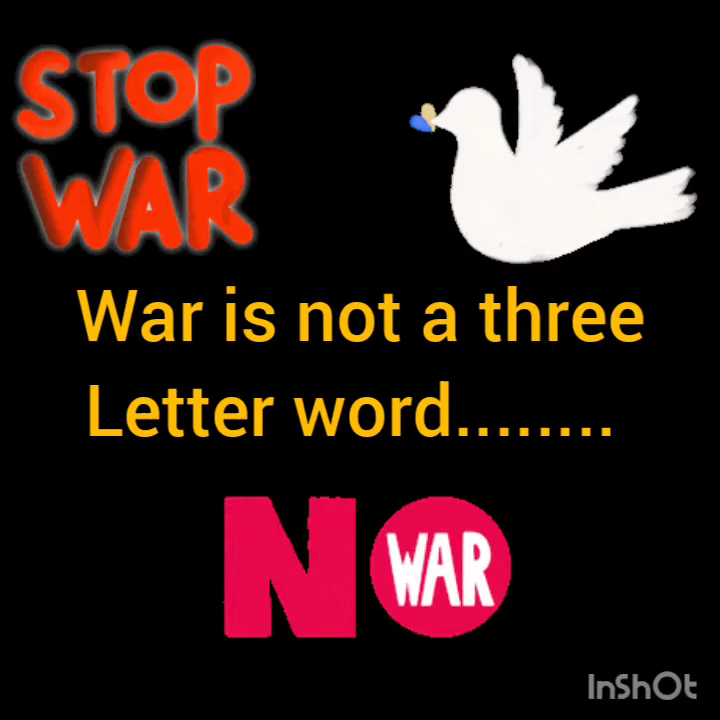 STOP
WAR
War is not a three
Letter word........
NO
WAR
InShOt